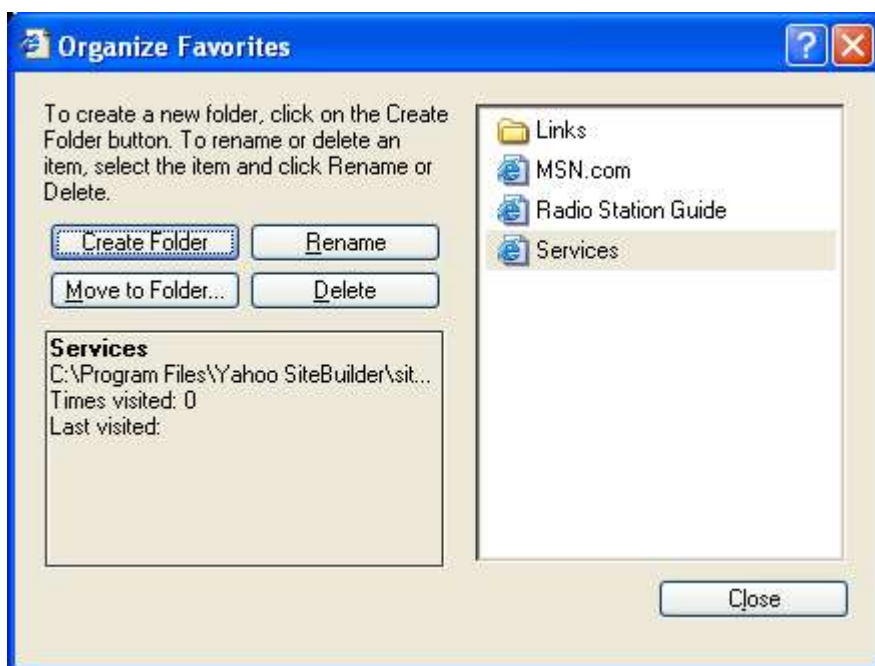 Organize Favorites
To create a new folder, click on the Create
Folder button. To rename or delete an
item, select the item and click Rename or
Delete.
Create Folder
Rename
Move to Folder...
Delete
Services
C:\Program Files\Yahoo SiteBuilder\sit...
Times visited: 0
Last visited:
Links
MSN.com
Radio Station Guide
Services
Close